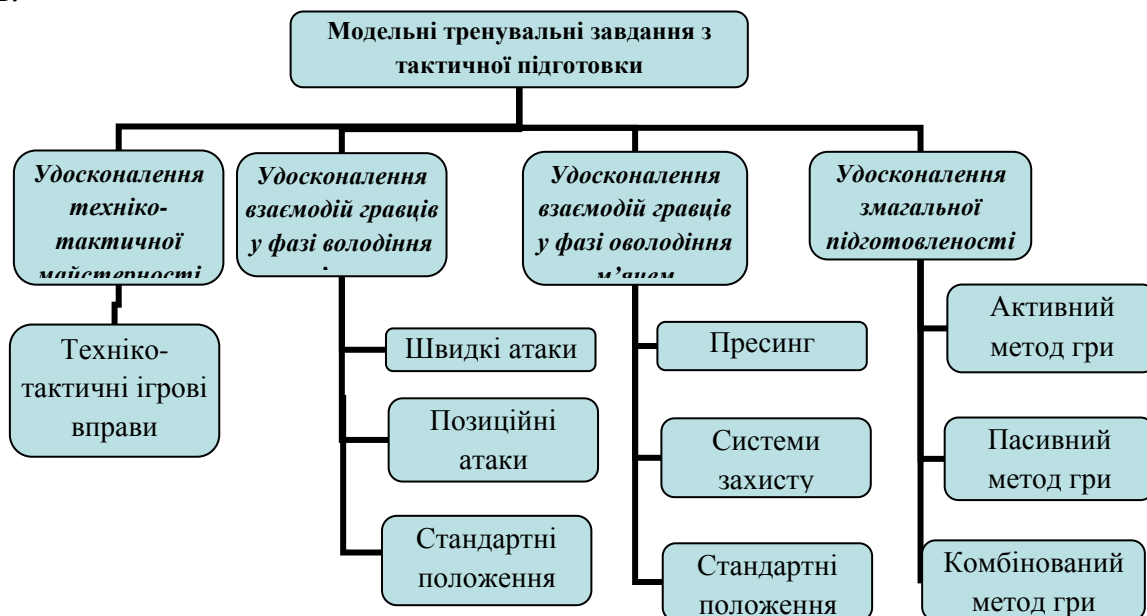 Модельні тренувальні завдання з
тактичної підготовки
Удосконалення
техніко-
тактичної
майстерності
Удосконалення
взаємодій гравців
у фазі володіння
Удосконалення
взаємодій гравців
у фазі оволодіння
м’ячем
Удосконалення
змагальної
підготовленості
Техніко-
тактичні ігрові
вправи
Швидкі атаки
Позиційні
атаки
Стандартні
положення
Пресинг
Системи
захисту
Стандартні
положення
Активний
метод гри
Пасивний
метод гри
Комбінований
метод гри